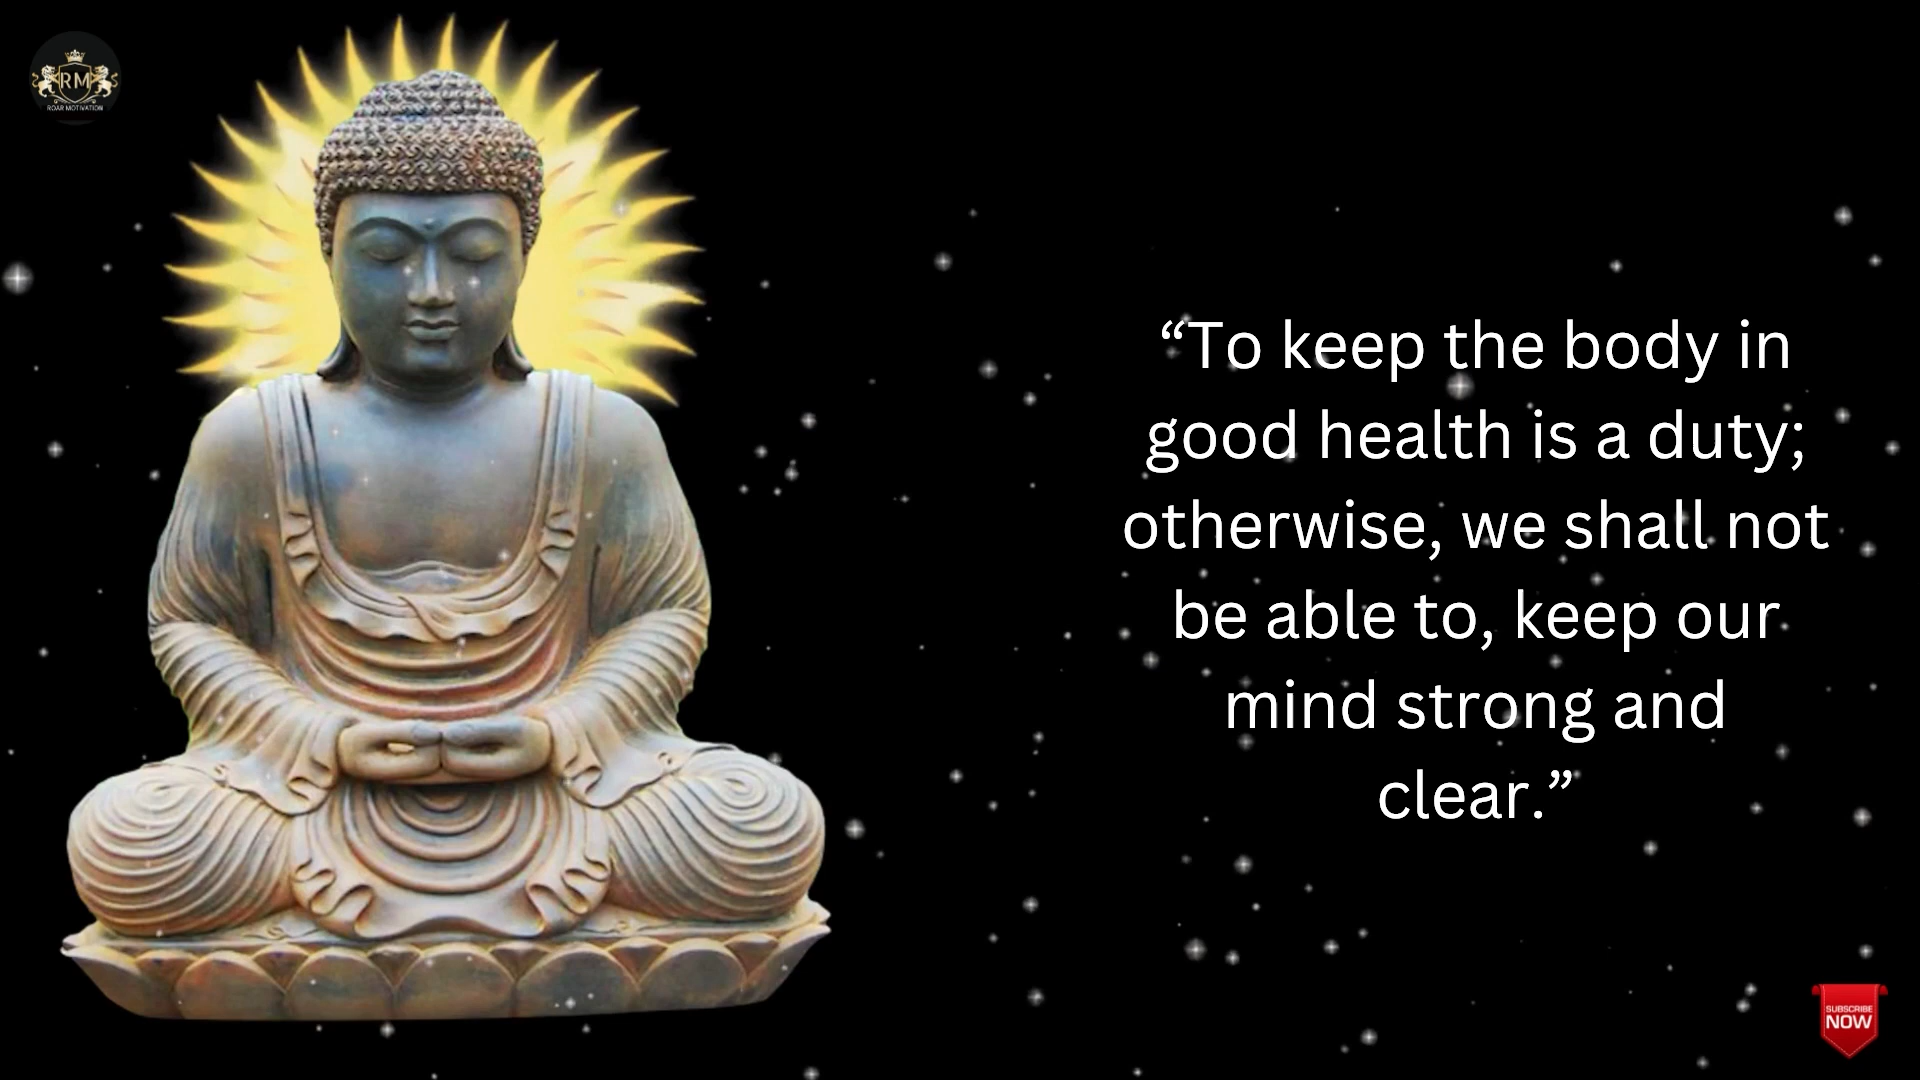 RM
ROAR MOTIVATION
“To keep the body in
good health is a duty;
otherwise, we shall not
be able to, keep our
mind strong and
clear.”
SUBSCRIBE
NOW